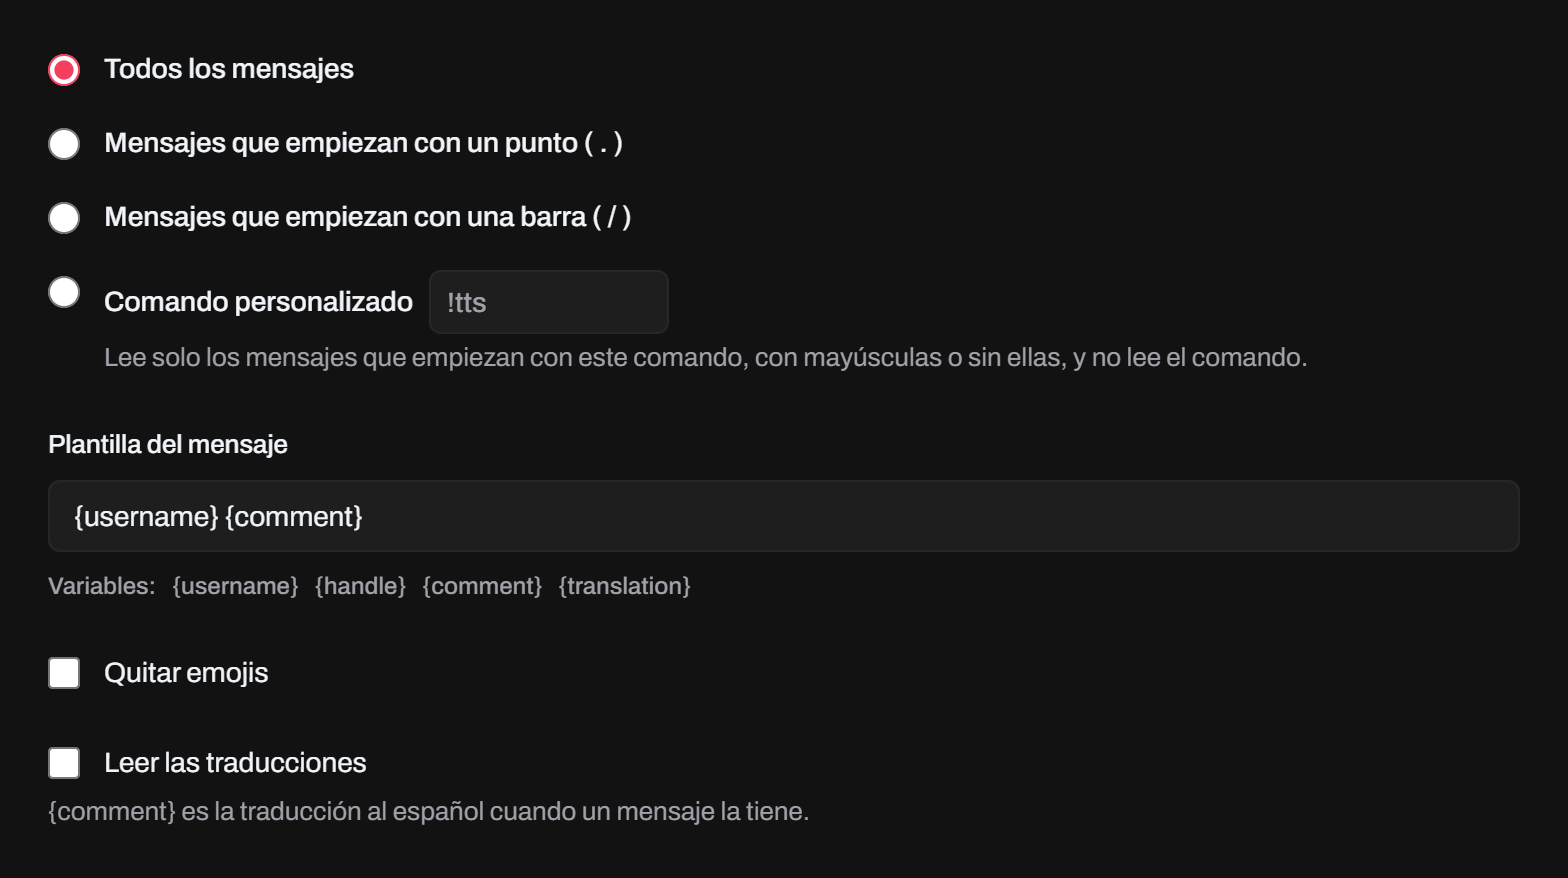 Todos los mensajes
Mensajes que empiezan con un punto ( . )
Mensajes que empiezan con una barra ( / )
Comando personalizado !tts
Lee solo los mensajes que empiezan con este comando, con mayúsculas o sin ellas, y no lee el comando.
Plantilla del mensaje
{username} {comment}
Variables: {username} {handle} {comment} {translation}
Quitar emojis
Leer las traducciones
{comment} es la traducción al español cuando un mensaje la tiene.